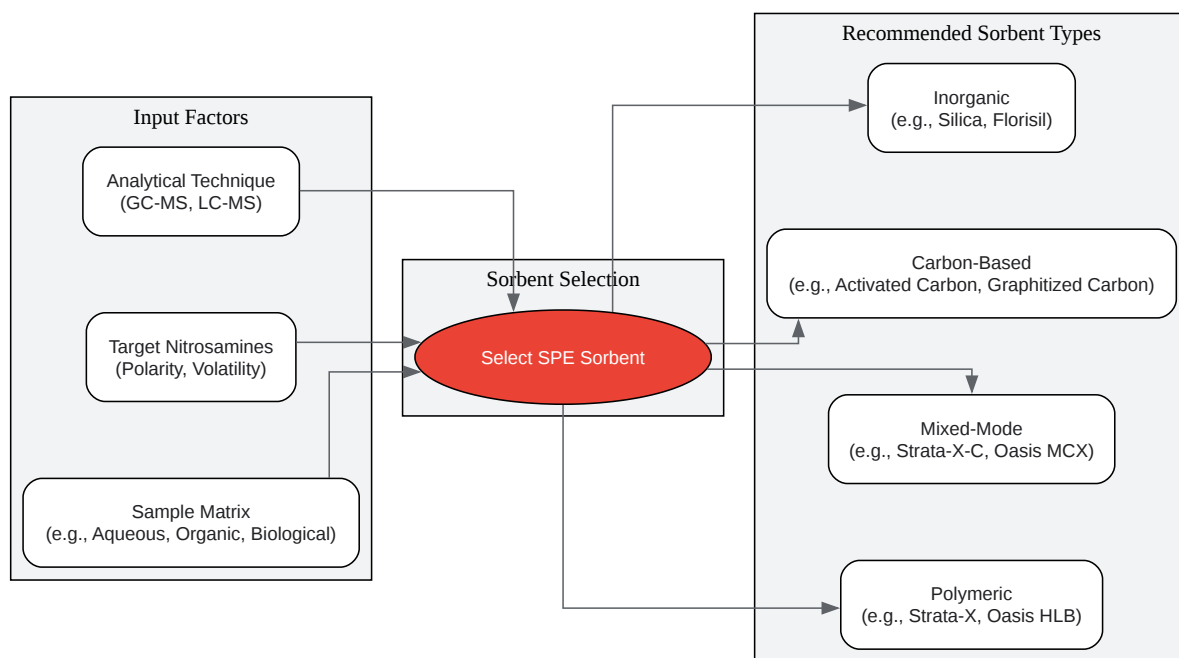 Input Factors
Analytical Technique
(GC-MS, LC-MS)
Target Nitrosamines
(Polarity, Volatility)
Sample Matrix
(e.g., Aqueous, Organic, Biological)
Sorbent Selection
Select SPE Sorbent
Recommended Sorbent Types
Inorganic
(e.g., Silica, Florisil)
Carbon-Based
(e.g., Activated Carbon, Graphitized Carbon)
Mixed-Mode
(e.g., Strata-X-C, Oasis MCX)
Polymeric
(e.g., Strata-X, Oasis HLB)